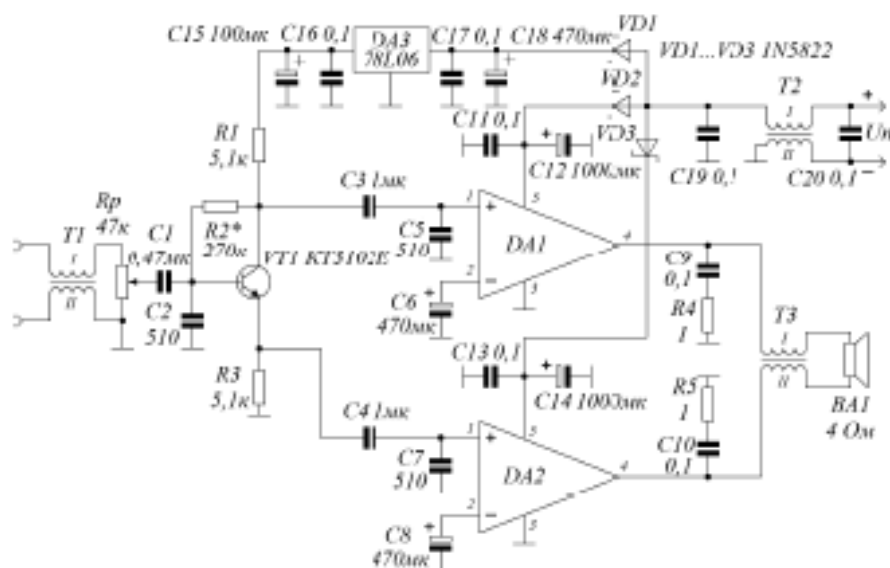 C15 100мк
C16 0,1
DA3
78L06
C17 0,1
C18 470мк
VD1
VD1...VD3 1N5822
VD2
VD3
T2
I
II
+
Uп
−
C11 0,1
C12 1000мк
C19 0,1
C20 0,1
R1
5,1к
C3 1мк
R2*
270к
Rp
47к
T1
I
II
C1
0,47мк
C2
510
VT1 КТ3102Е
C5
510
C6
470мк
DA1
1
2
3
4
5
C9
0,1
R4
1
T3
I
II
BA1
4 Ом
C13 0,1
C14 1000мк
R3
5,1к
C4 1мк
C7
510
C8
470мк
DA2
1
2
3
4
5
R5
1
C10
0,1